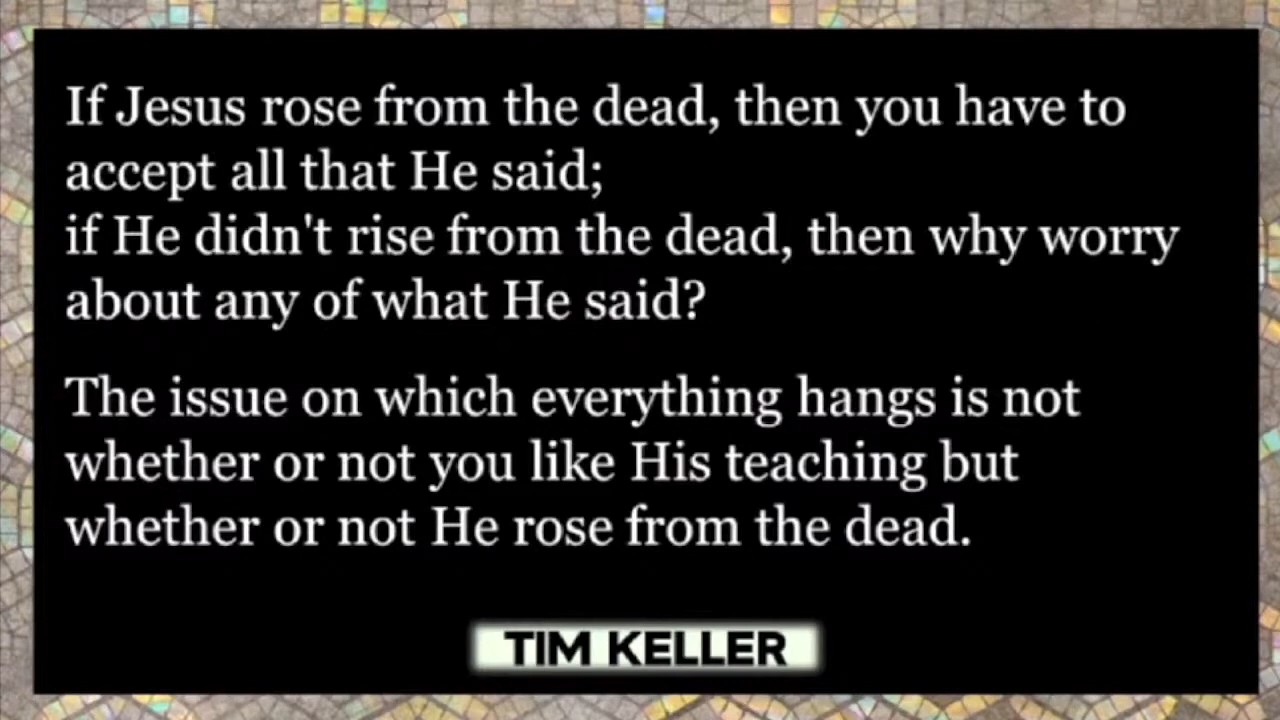 If Jesus rose from the dead, then you have to
accept all that He said;
if He didn't rise from the dead, then why worry
about any of what He said?
The issue on which everything hangs is not
whether or not you like His teaching but
whether or not He rose from the dead.
TIM KELLER